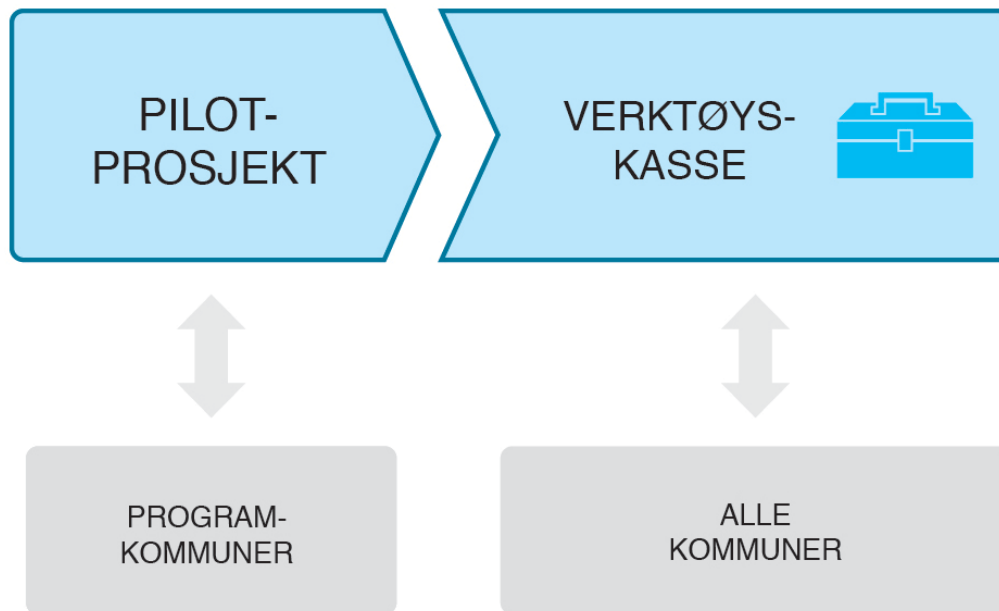 PILOT-
PROSJEKT
VERKTØYS-
KASSE
PROGRAM-
KOMMUNER
ALLE
KOMMUNER